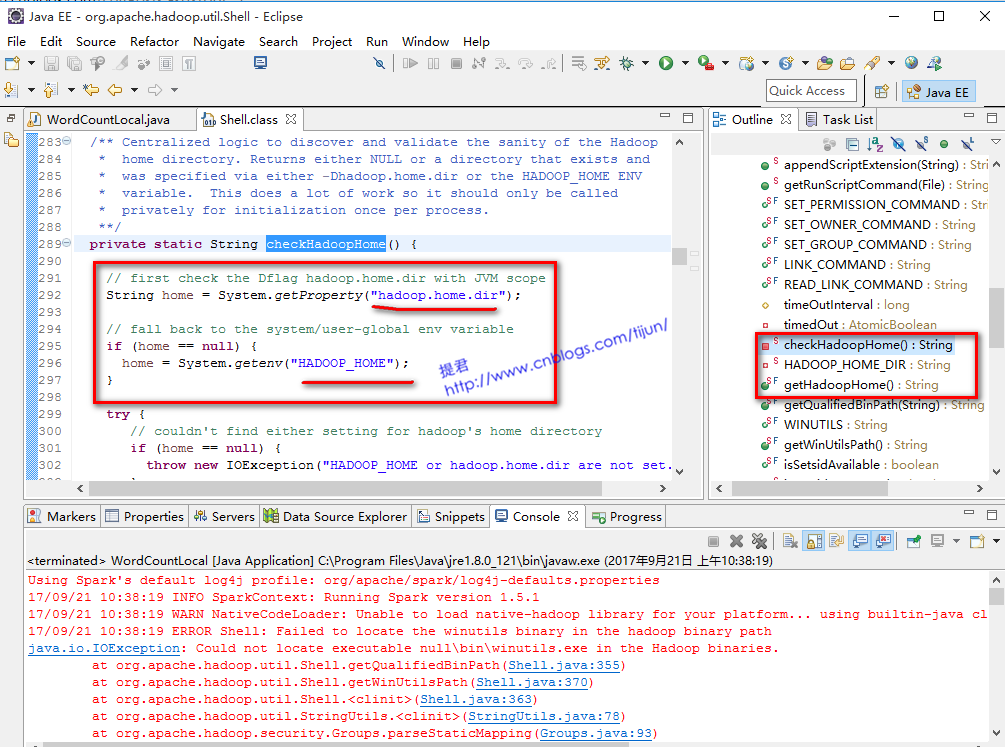 Java EE - org.apache.hadoop.util.Shell - Eclipse
File Edit Source Refactor Navigate Search Project Run Window Help
Quick Access
Java EE
WordCountLocal.java
Shell.class
283 /** Centralized logic to discover and validate the sanity of the Hadoop
284 * home directory. Returns either NULL or a directory that exists and
285 * was specified via either -Dhadoop.home.dir or the HADOOP_HOME ENV
286 * variable. This does a lot of work so it should only be called
287 * privately for initialization once per process.
288 **/
289 private static String checkHadoopHome() {
290
291 // first check the Dflag hadoop.home.dir with JVM scope
292 String home = System.getProperty("hadoop.home.dir");
293
294 // fall back to the system/user-global env variable
295 if (home == null) {
296 home = System.getenv("HADOOP_HOME");
297 }
298
299 try {
300 // couldn't find either setting for hadoop's home directory
301 if (home == null) {
302 throw new IOException("HADOOP_HOME or hadoop.home.dir are not set.
提君
http://www.cnblogs.com/tijun/
Outline
Task List
appendScriptExtension(String) : Stri
getRunScriptCommand(File) : String
SET_PERMISSION_COMMAND : Str
SET_OWNER_COMMAND : String
SET_GROUP_COMMAND : String
LINK_COMMAND : String
READ_LINK_COMMAND : String
timeOutInterval : long
timedOut : AtomicBoolean
checkHadoopHome() : String
HADOOP_HOME_DIR : String
getHadoopHome() : String
getQualifiedBinPath(String) : String
WINUTILS : String
getWinUtilsPath() : String
isSetsidAvailable : boolean
Markers Properties Servers Data Source Explorer Snippets Console Progress
<terminated> WordCountLocal [Java Application] C:\Program Files\Java\jre1.8.0_121\bin\javaw.exe (2017年9月21日 上午10:38:19)
Using Spark's default log4j profile: org/apache/spark/log4j-defaults.properties
17/09/21 10:38:19 INFO SparkContext: Running Spark version 1.5.1
17/09/21 10:38:19 WARN NativeCodeLoader: Unable to load native-hadoop library for your platform... using builtin-java cl
17/09/21 10:38:19 ERROR Shell: Failed to locate the winutils binary in the hadoop binary path
java.io.IOException: Could not locate executable null\bin\winutils.exe in the Hadoop binaries.
at org.apache.hadoop.util.Shell.getQualifiedBinPath(Shell.java:355)
at org.apache.hadoop.util.Shell.getWinUtilsPath(Shell.java:370)
at org.apache.hadoop.util.Shell.<clinit>(Shell.java:363)
at org.apache.hadoop.util.StringUtils.<clinit>(StringUtils.java:78)
at org.apache.hadoop.security.Groups.parseStaticMapping(Groups.java:93)